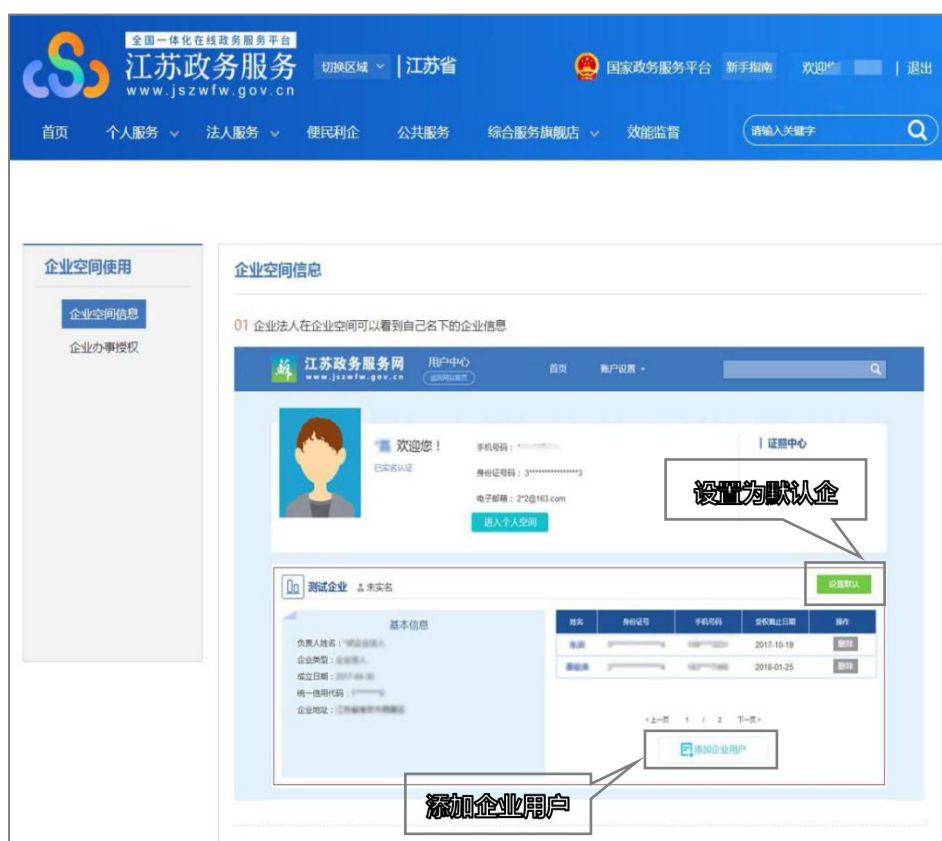 全国一体化在线政务服务平台
江苏政务服务
www.jszwfw.gov.cn
切换区域
江苏省
国家政务服务平台
新手指南
欢迎
退出
首页
个人服务
法人服务
便民利企
公共服务
综合服务旗舰店
效能监督
请输入关键字
企业空间使用
企业空间信息
企业办事授权
企业空间信息
01 企业法人在企业空间可以看到自己名下的企业信息
江苏政务服务网
www.jszwfw.gov.cn
用户中心
首页
账户设置
欢迎您！
已实名认证
手机号码：
身份证号码：3****************3
电子邮箱：2*2@163.com
进入个人空间
证照中心
设置为默认企
测试企业
未实名
设置默认
基本信息
负责人姓名：
企业类型：
成立日期：
统一信用代码：
企业地址：
姓名 身份证号 手机号码 受权截止日期 操作
2017-10-19 删除
2018-01-25 删除
上一页 1 / 2 下一页
添加企业用户
添加企业用户